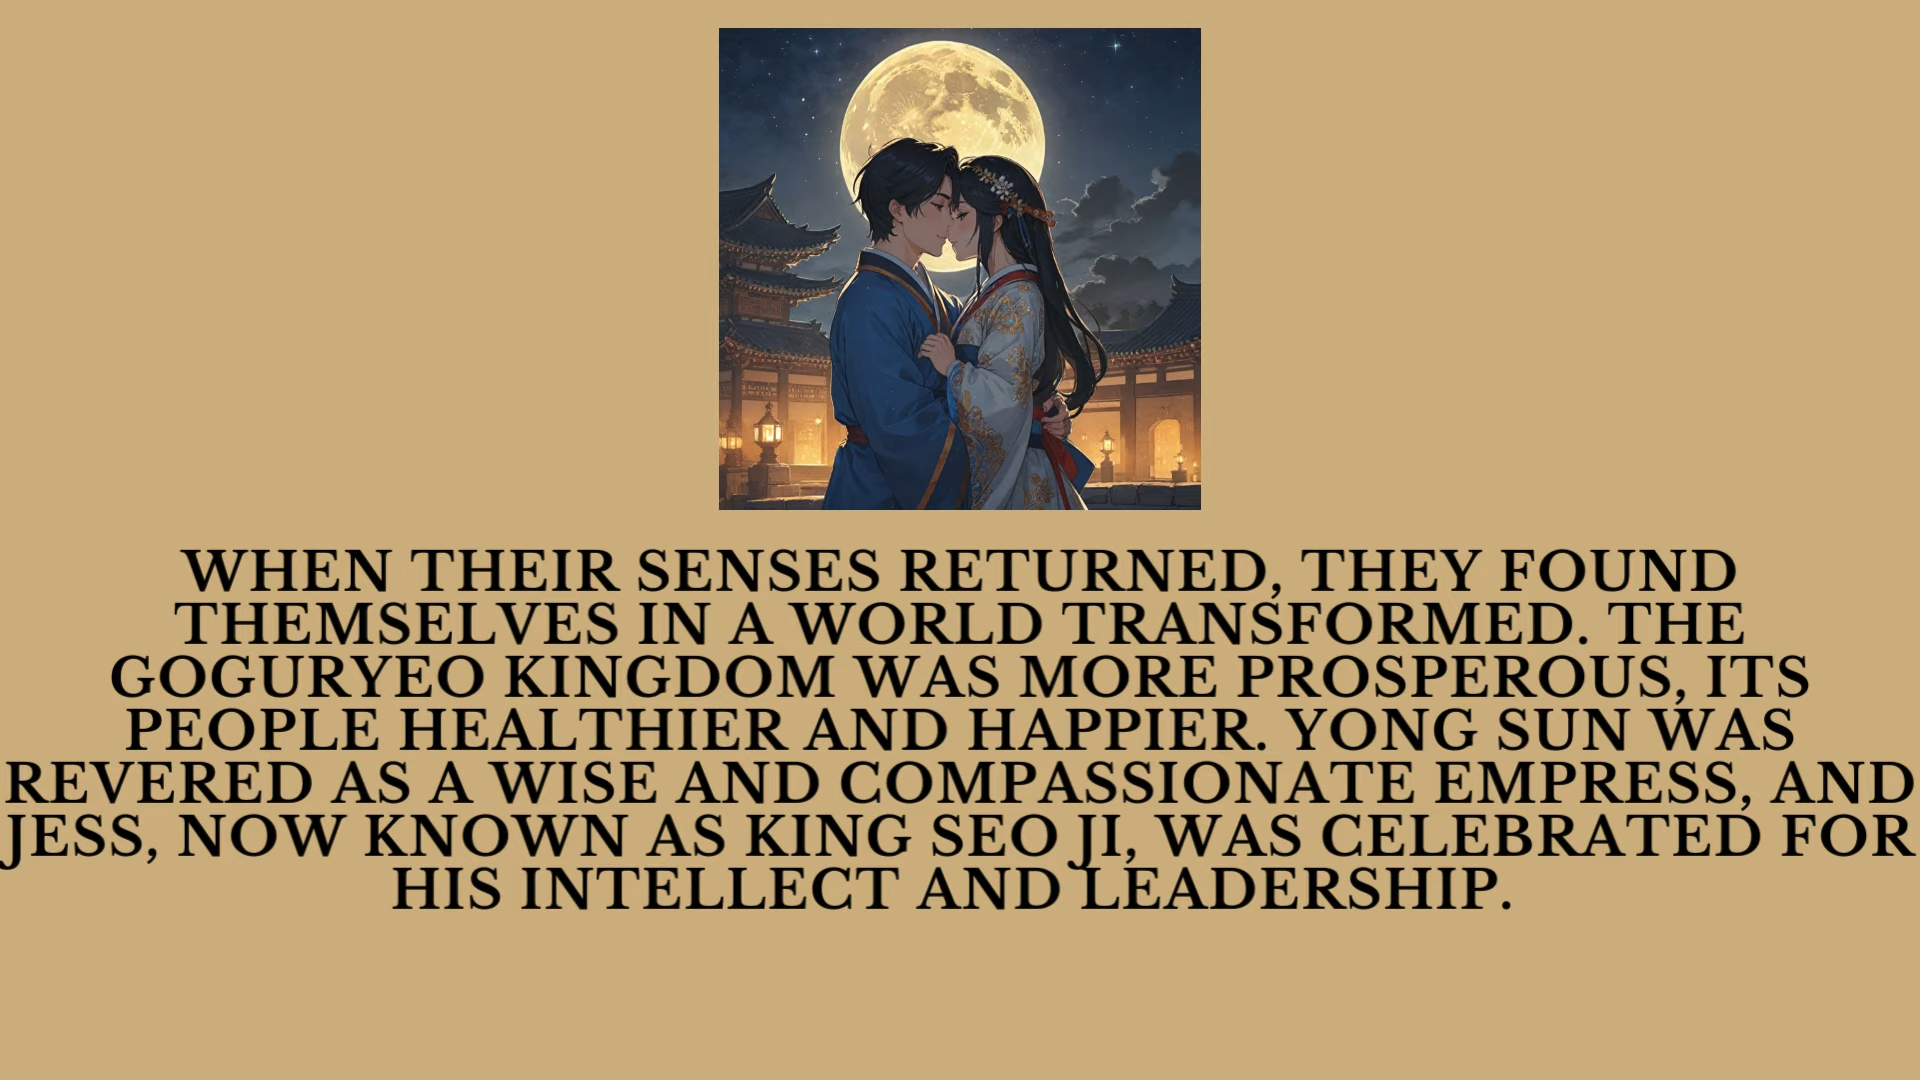 WHEN THEIR SENSES RETURNED, THEY FOUND
THEMSELVES IN A WORLD TRANSFORMED. THE
GOGURYEO KINGDOM WAS MORE PROSPEROUS, ITS
PEOPLE HEALTHIER AND HAPPIER. YONG SUN WAS
REVERED AS A WISE AND COMPASSIONATE EMPRESS, AND
JESS, NOW KNOWN AS KING SEO JI, WAS CELEBRATED FOR
HIS INTELLECT AND LEADERSHIP.